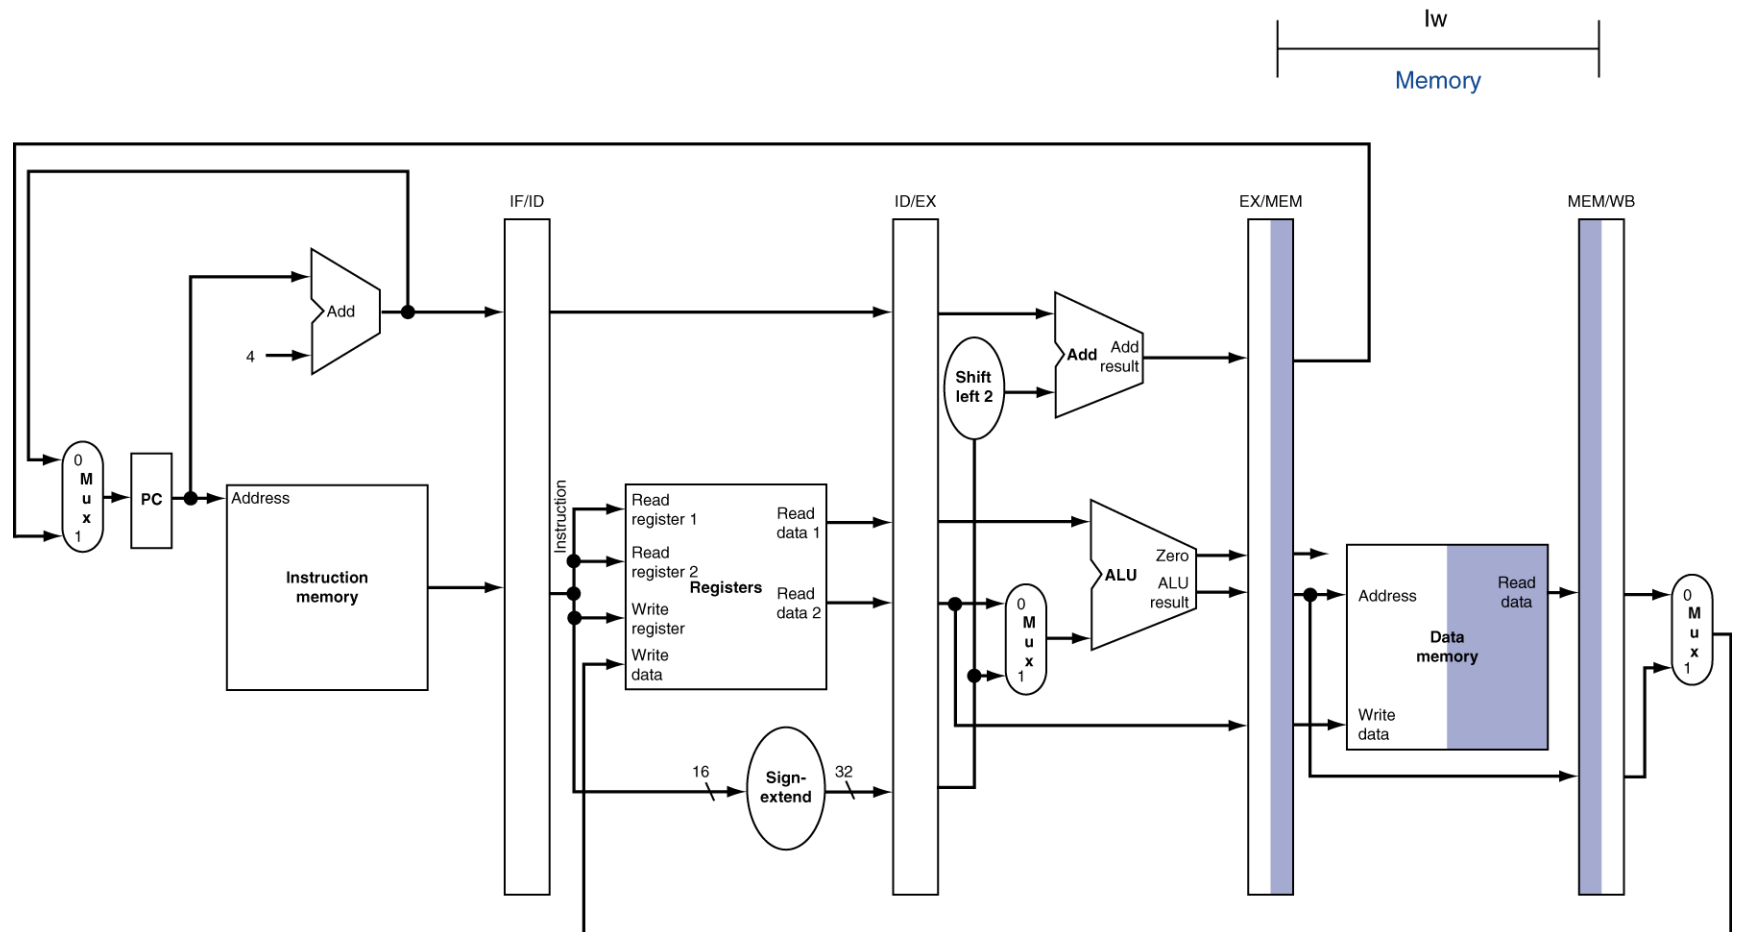 lw
Memory
IF/ID
ID/EX
EX/MEM
MEM/WB
Add
4
Add
Add
result
Shift
left 2
0
M
u
x
1
PC
Address
Instruction
memory
Instruction
Read
register 1
Read
register 2
Write
register
Write
data
Registers
Read
data 1
Read
data 2
16
Sign-
extend
32
0
M
u
x
1
ALU
Zero
ALU
result
Address
Read
data
Data
memory
Write
data
0
M
u
x
1